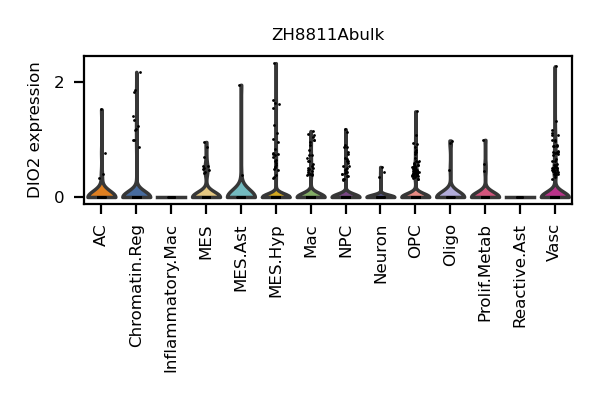 ZH8811Abulk
DIO2 expression
2
0
AC
Chromatin.Reg
Inflammatory.Mac
MES
MES.Ast
MES.Hyp
Mac
NPC
Neuron
OPC
Oligo
Prolif.Metab
Reactive.Ast
Vasc